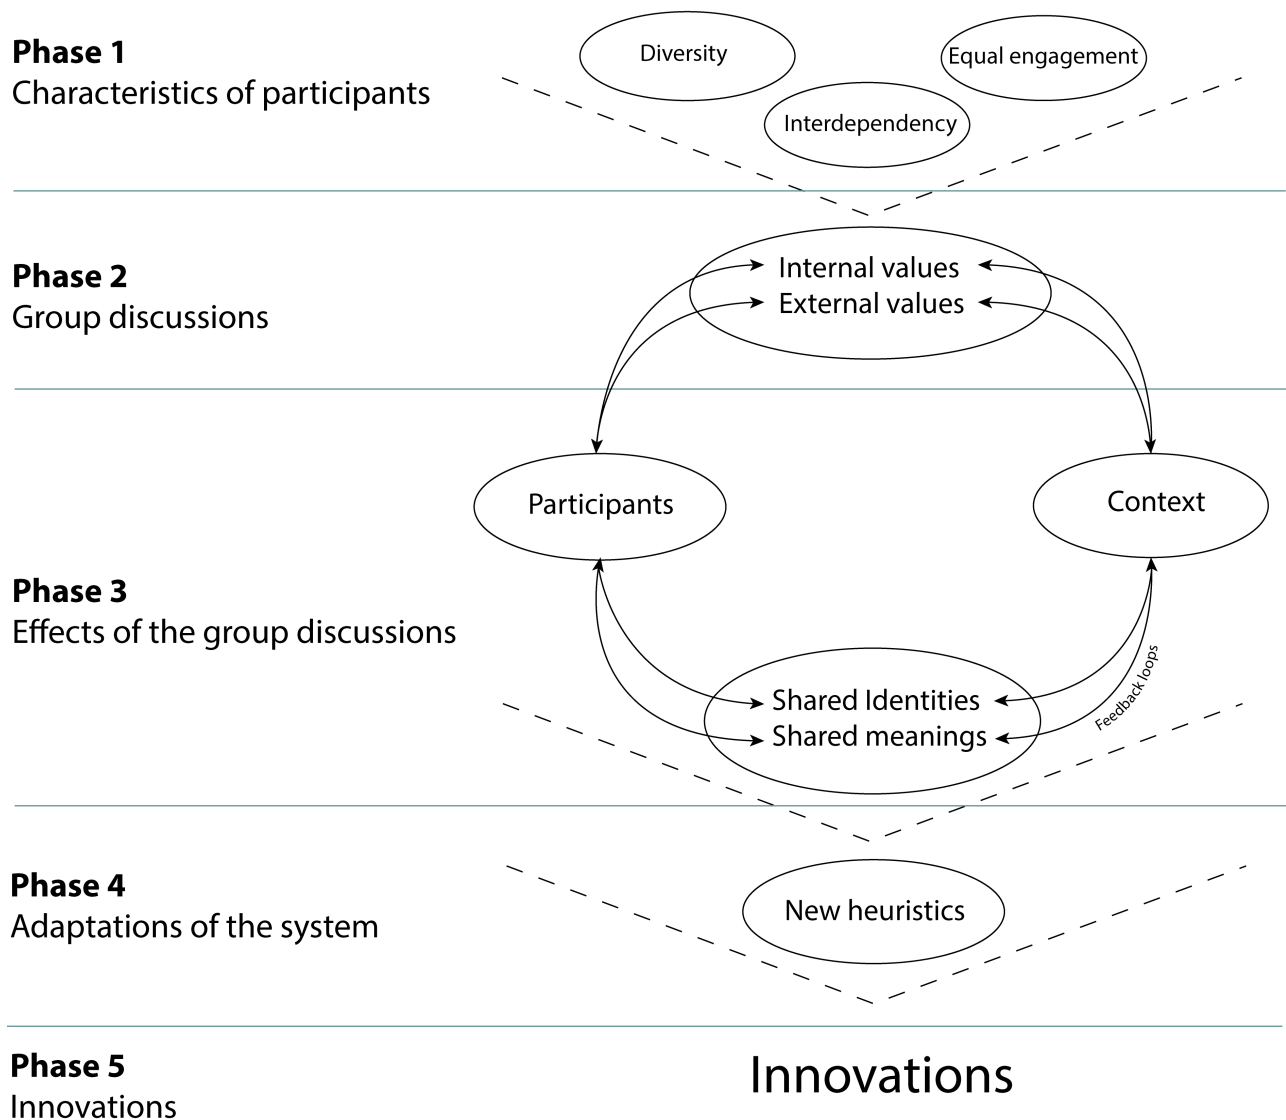 Phase 1
Characteristics of participants
Diversity
Equal engagement
Interdependency
Phase 2
Group discussions
Internal values
External values
Participants
Context
Phase 3
Effects of the group discussions
Shared Identities
Shared meanings
Feedback loops
Phase 4
Adaptations of the system
New heuristics
Phase 5
Innovations
Innovations